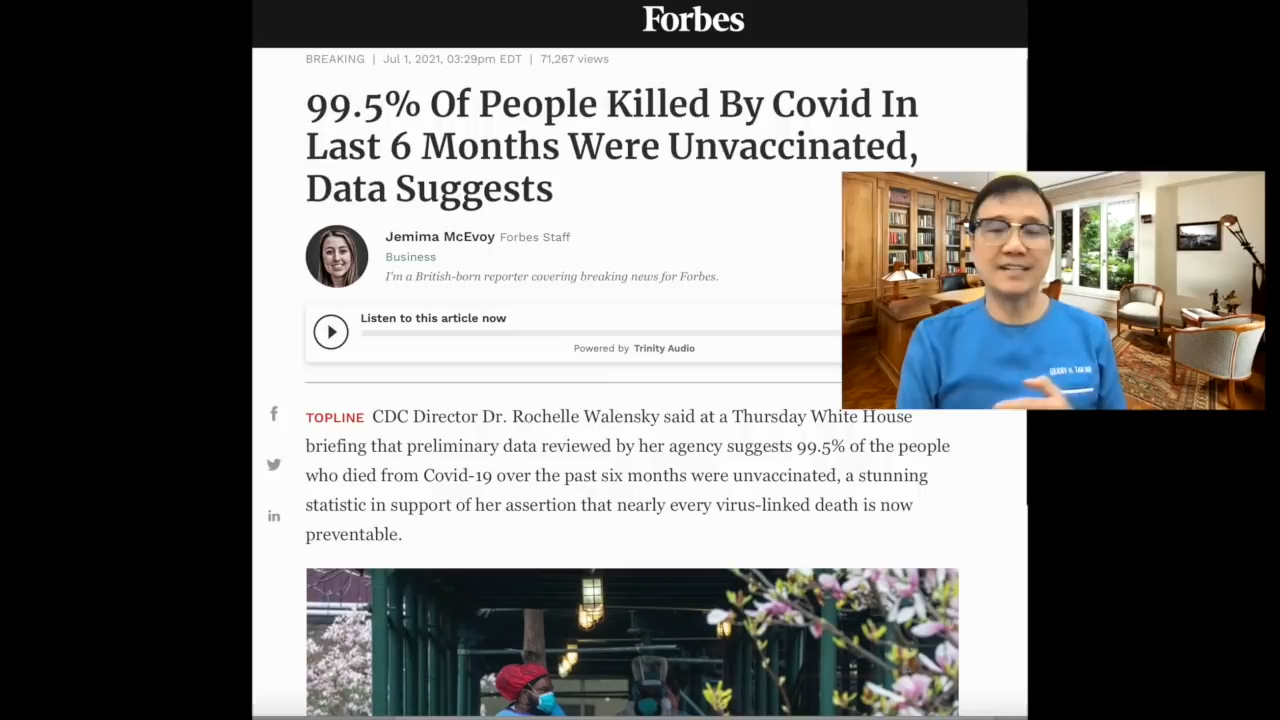 Forbes
BREAKING | Jul 1, 2021, 03:29pm EDT | 71,267 views
99.5% Of People Killed By Covid In
Last 6 Months Were Unvaccinated,
Data Suggests
Jemima McEvoy Forbes Staff
Business
I'm a British-born reporter covering breaking news for Forbes.
Listen to this article now
Powered by Trinity Audio
TOPLINE CDC Director Dr. Rochelle Walensky said at a Thursday White House
briefing that preliminary data reviewed by her agency suggests 99.5% of the people
who died from Covid-19 over the past six months were unvaccinated, a stunning
statistic in support of her assertion that nearly every virus-linked death is now
preventable.